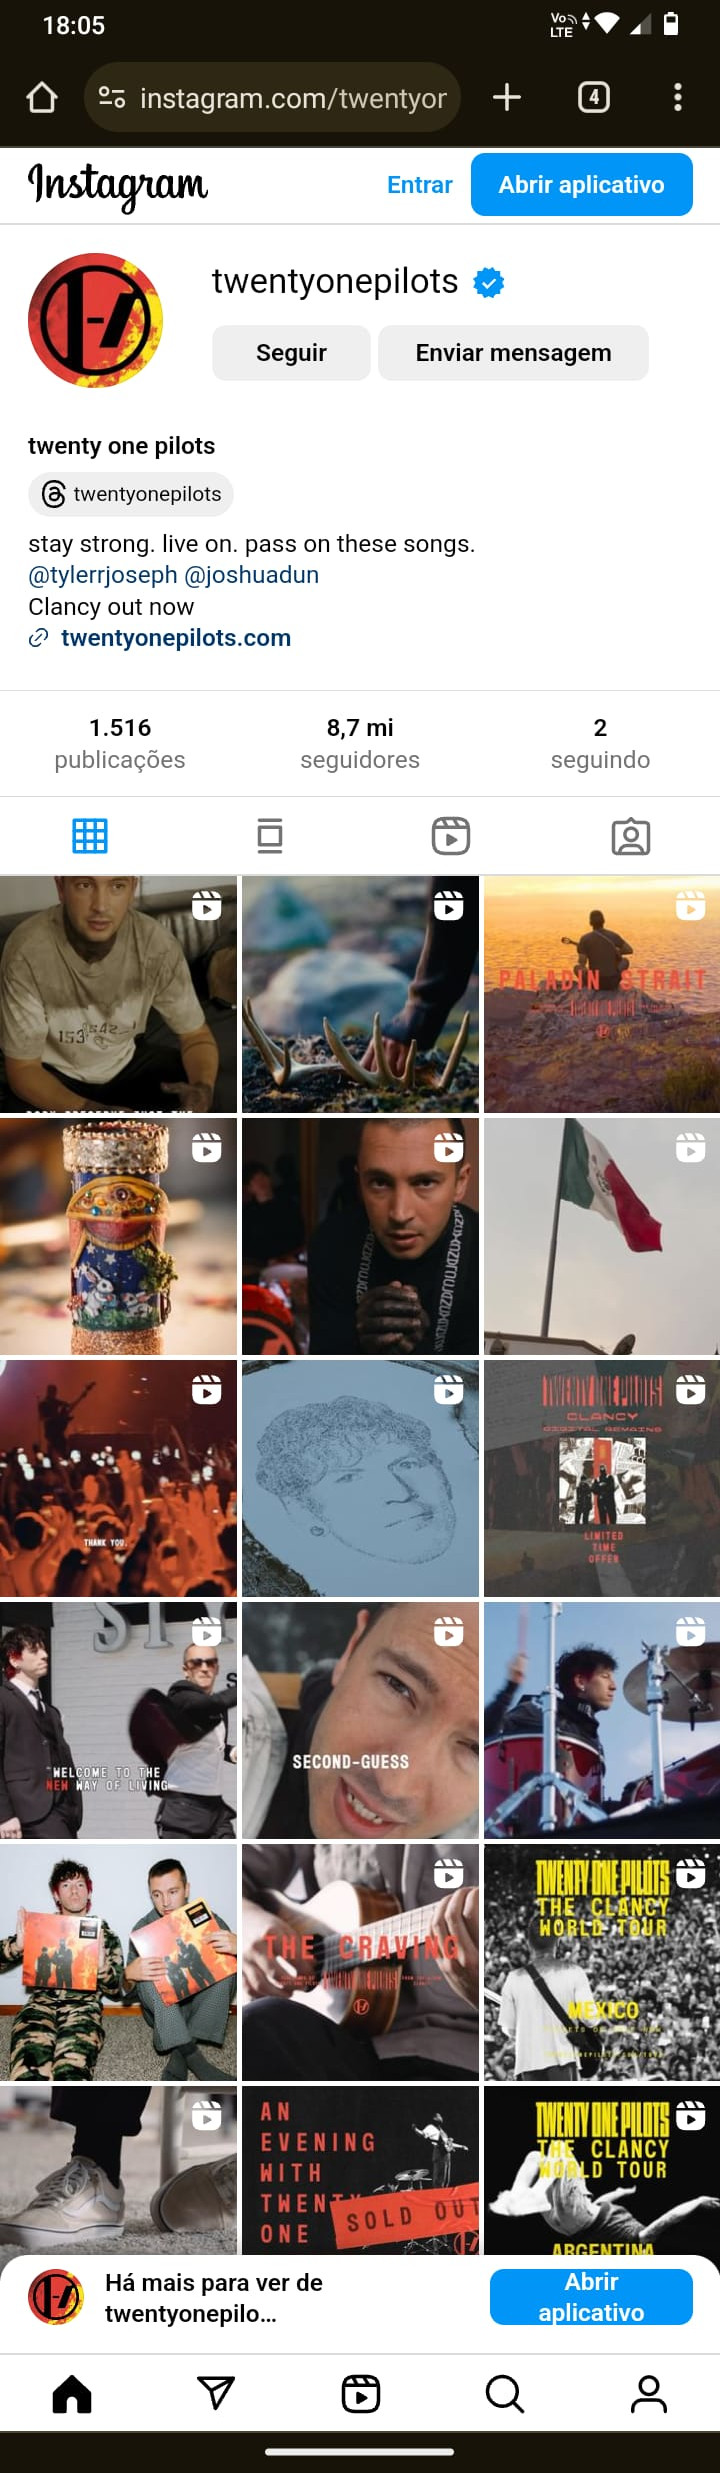 18:05
Vo
LTE
instagram.com/twentyor
4
Instagram
Entrar
Abrir aplicativo
twentyonepilots
Seguir
Enviar mensagem
twenty one pilots
twentyonepilots
stay strong. live on. pass on these songs.
@tylerrjoseph @joshuadun
Clancy out now
twentyonepilots.com
1.516
8,7 mi
2
publicações
seguidores
seguindo
PALADIN STRAIT
THANK YOU.
TWENTY ONE PILOTS
CLANCY
DIGITAL REMAINS
LIMITED
TIME
OFFER
WELCOME TO THE
NEW WAY OF LIVING
SECOND-GUESS
THE CRAVING
TWENTY ONE PILOTS
TWENTY ONE PILOTS
THE CLANCY
WORLD TOUR
MEXICO
AN
EVENING
WITH
TWENTY
ONE
SOLD OUT
TWENTY ONE PILOTS
THE CLANCY
WORLD TOUR
ARGENTINA
Há mais para ver de
twentyonepilo...
Abrir
aplicativo